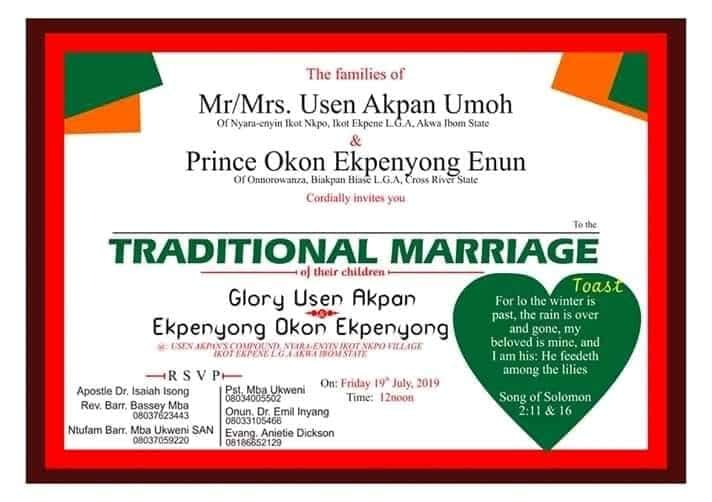 The families of
Mr/Mrs. Usen Akpan Umoh
Of Nyara-enyin Ikot Nkpo, Ikot Ekpene L.G.A, Akwa Ibom State
&
Prince Okon Ekpenyong Enun
Of Onnorowanza, Biakpan Biase L.G.A, Cross River State
Cordially invites you
To the
TRADITIONAL MARRIAGE
of their children
Glory Usen Akpan
&
Ekpenyong Okon Ekpenyong
@: USEN AKPAN'S COMPOUND, NYARA-ENYIIN IKOT NKPO VILLAGE
IKOT EKPENE L.G.A AKWA IBOM STATE
R S V P
Apostle Dr. Isaiah Isong
Rev. Barr. Bassey Mba
08037623443
Ntufam Barr. Mba Ukweni SAN
08037059220
Pst. Mba Ukweni
08034005502
Onun. Dr. Emil Inyang
08033105466
Evang. Anietie Dickson
08186652129
On: Friday 19th July, 2019
Time: 12noon
Toast
For lo the winter is
past, the rain is over
and gone, my
beloved is mine, and
I am his: He feedeth
among the lilies
Song of Solomon
2:11 & 16